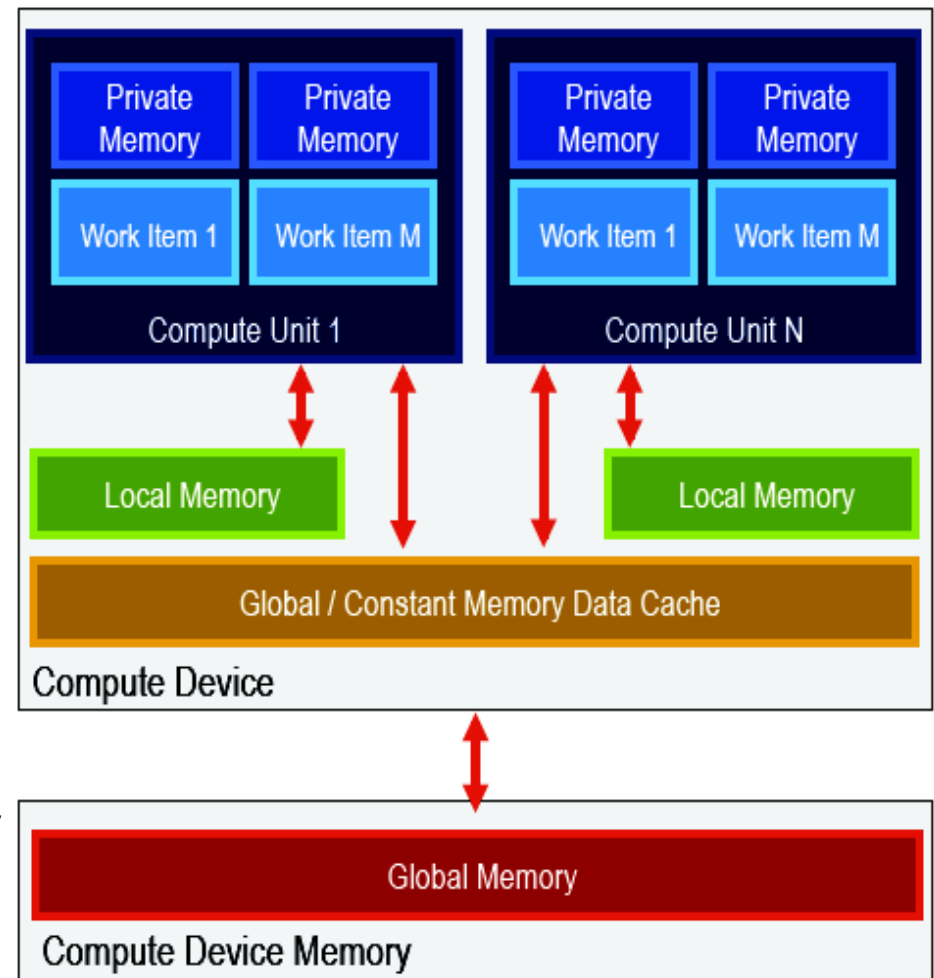 Private Memory
Private Memory
Private Memory
Private Memory
Work Item 1
Work Item M
Work Item 1
Work Item M
Compute Unit 1
Compute Unit N
Local Memory
Local Memory
Global / Constant Memory Data Cache
Compute Device
Global Memory
Compute Device Memory